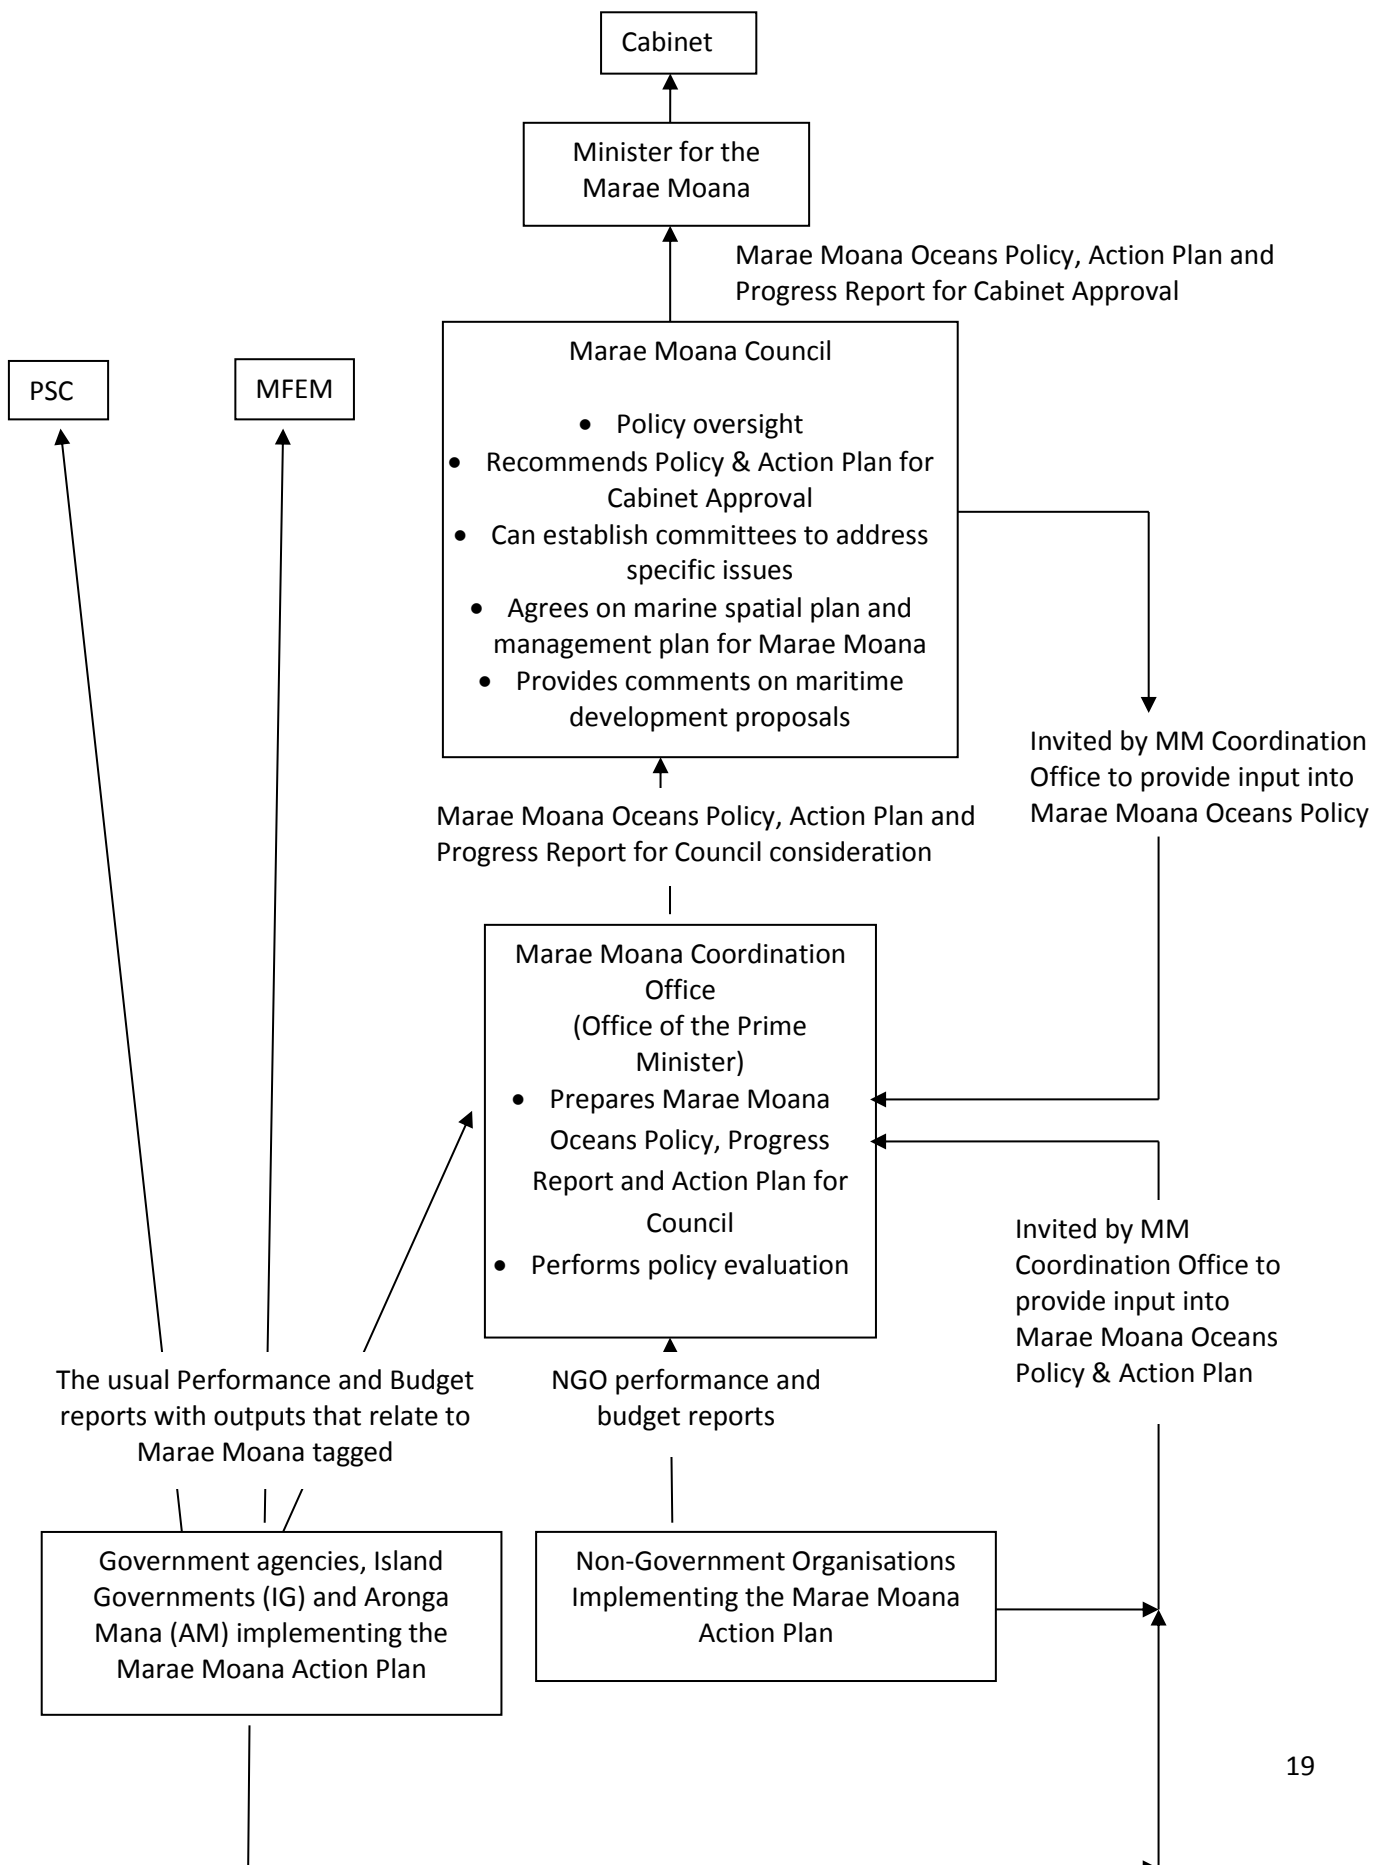 Cabinet
Minister for the
Marae Moana
Marae Moana Oceans Policy, Action Plan and
Progress Report for Cabinet Approval
PSC
MFEM
Marae Moana Council
• Policy oversight
• Recommends Policy & Action Plan for
Cabinet Approval
• Can establish committees to address
specific issues
• Agrees on marine spatial plan and
management plan for Marae Moana
• Provides comments on maritime
development proposals
Invited by MM Coordination
Office to provide input into
Marae Moana Oceans Policy
Marae Moana Oceans Policy, Action Plan and
Progress Report for Council consideration
Marae Moana Coordination
Office
(Office of the Prime
Minister)
• Prepares Marae Moana
Oceans Policy, Progress
Report and Action Plan for
Council
• Performs policy evaluation
Invited by MM
Coordination Office to
provide input into
Marae Moana Oceans
Policy & Action Plan
The usual Performance and Budget
reports with outputs that relate to
Marae Moana tagged
NGO performance and
budget reports
Government agencies, Island
Governments (IG) and Aronga
Mana (AM) implementing the
Marae Moana Action Plan
Non-Government Organisations
Implementing the Marae Moana
Action Plan
19